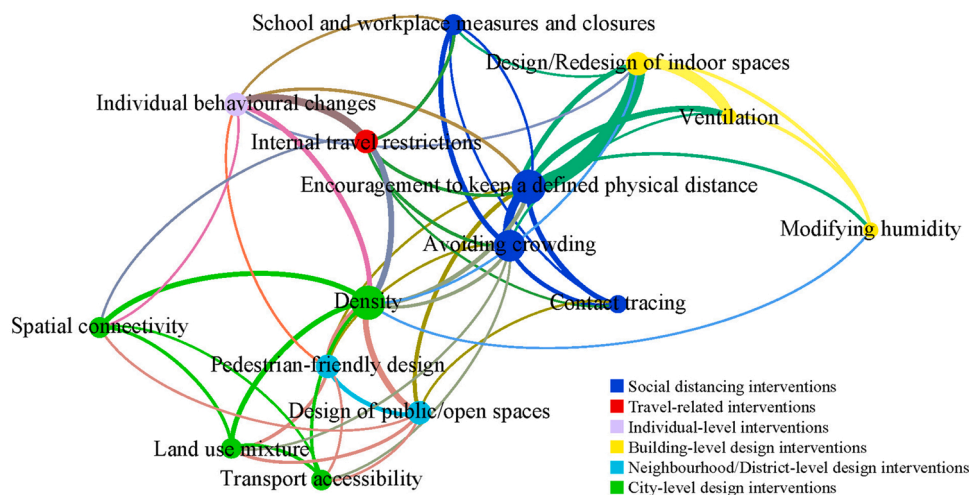 School and workplace measures and closures
Design/Redesign of indoor spaces
Individual behavioural changes
Ventilation
Internal travel restrictions
Encouragement to keep a defined physical distance
Modifying humidity
Avoiding crowding
Density
Contact tracing
Spatial connectivity
Pedestrian-friendly design
Design of public/open spaces
Land use mixture
Transport accessibility
Social distancing interventions
Travel-related interventions
Individual-level interventions
Building-level design interventions
Neighbourhood/District-level design interventions
City-level design interventions